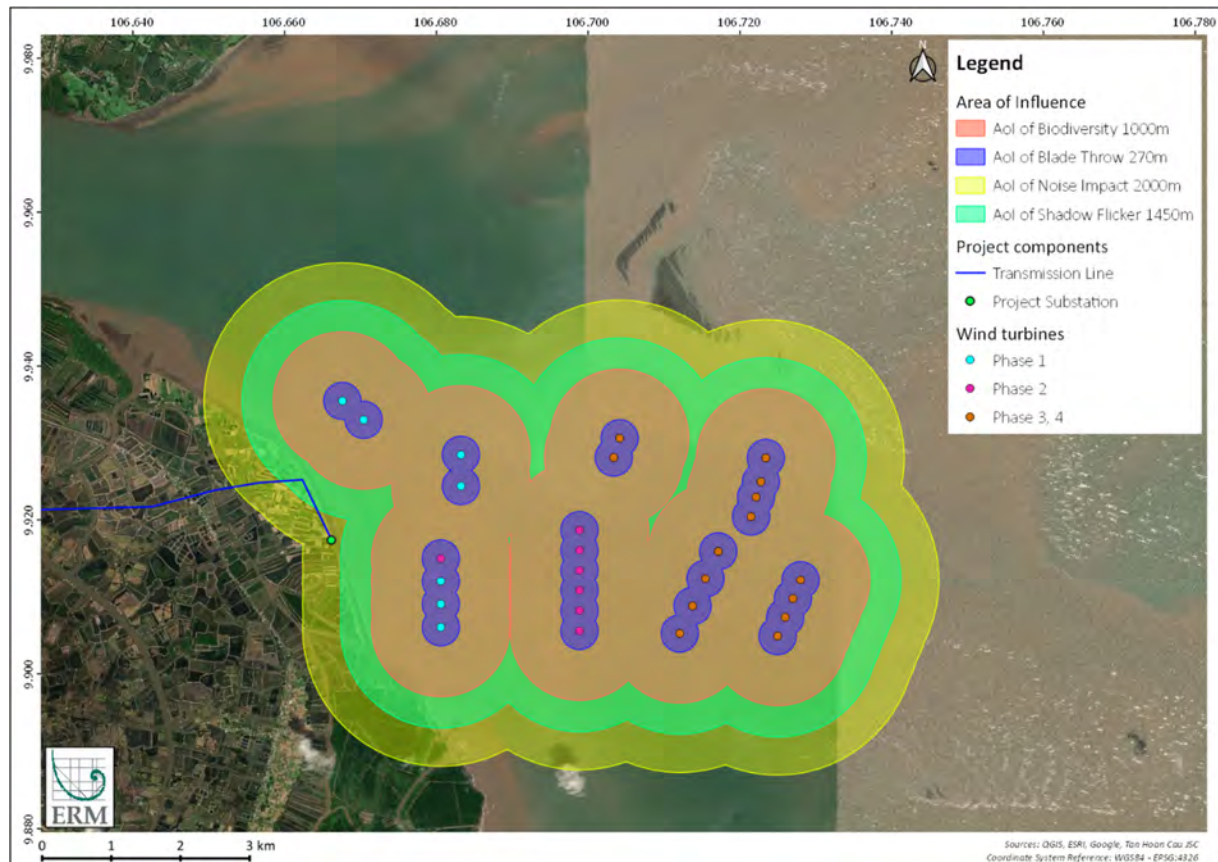 106.640 106.660 106.680 106.700 106.720 106.740 106.760 106.780
9.980
9.960
9.940
9.920
9.900
9.880
N
Legend
Area of Influence
AoI of Biodiversity 1000m
AoI of Blade Throw 270m
AoI of Noise Impact 2000m
AoI of Shadow Flicker 1450m
Project components
Transmission Line
Project Substation
Wind turbines
Phase 1
Phase 2
Phase 3, 4
ERM
0 1 2 3 km
Sources: QGIS, ESRI, Google, Tan Hoan Cau JSC
Coordinate System Reference: WGS84 - EPSG:4326